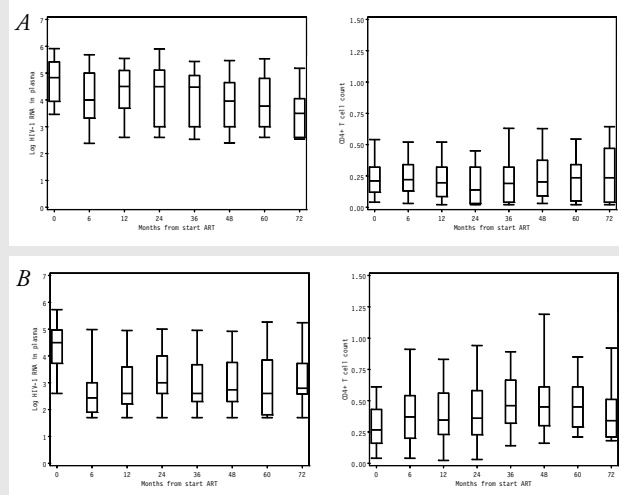 A
Log HIV-1 RNA in plasma
7
6
5
4
3
2
1
0
0 6 12 24 36 48 60 72
Months from start ART
CD4+ T cell count
1.50
1.25
1.00
0.75
0.50
0.25
0.00
0 6 12 24 36 48 60 72
Months from start ART
B
Log HIV-1 RNA in plasma
7
6
5
4
3
2
1
0
0 6 12 24 36 48 60 72
Months from start ART
CD4+ T cell count
1.50
1.25
1.00
0.75
0.50
0.25
0.00
0 6 12 24 36 48 60 72
Months from start ART